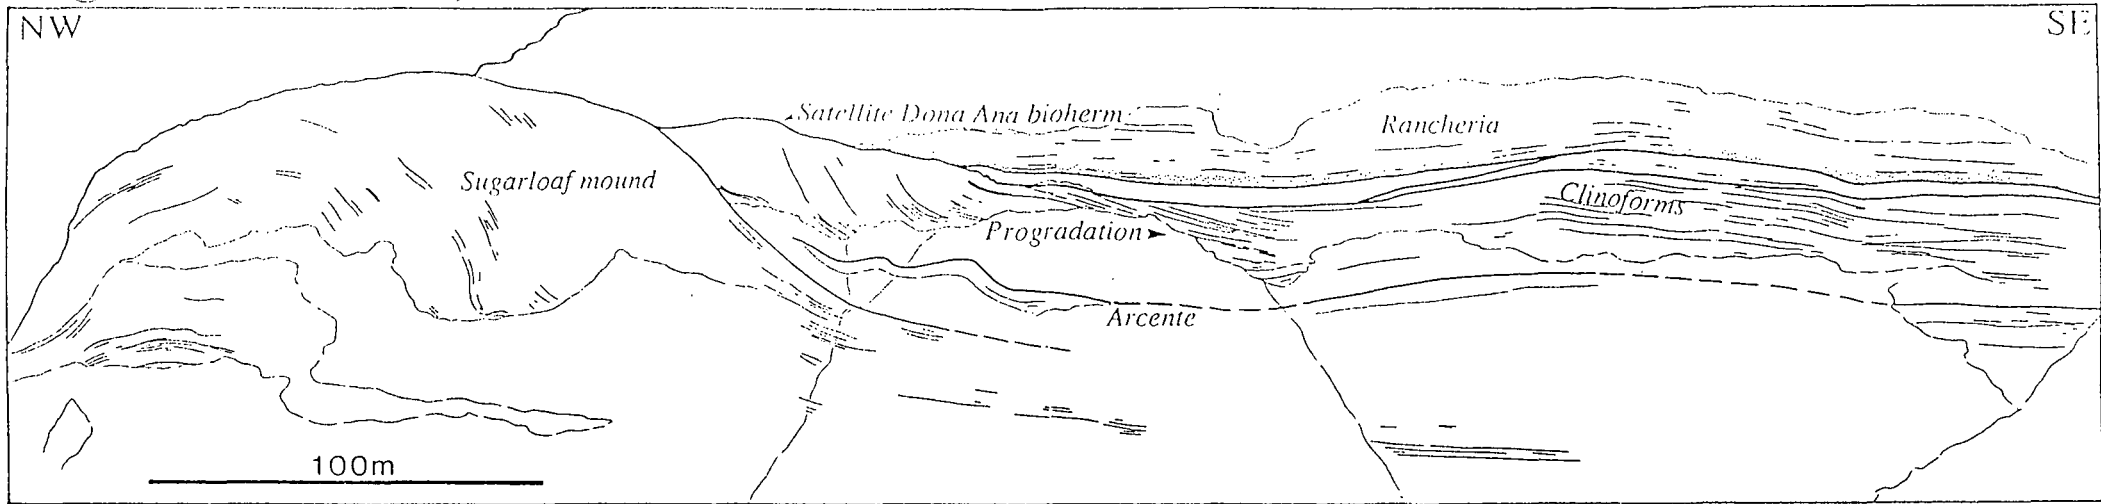 NW
SE
Satellite Dona Ana bioherm
Rancheria
Sugarloaf mound
Clinoforms
Progradation
Arcente
100m